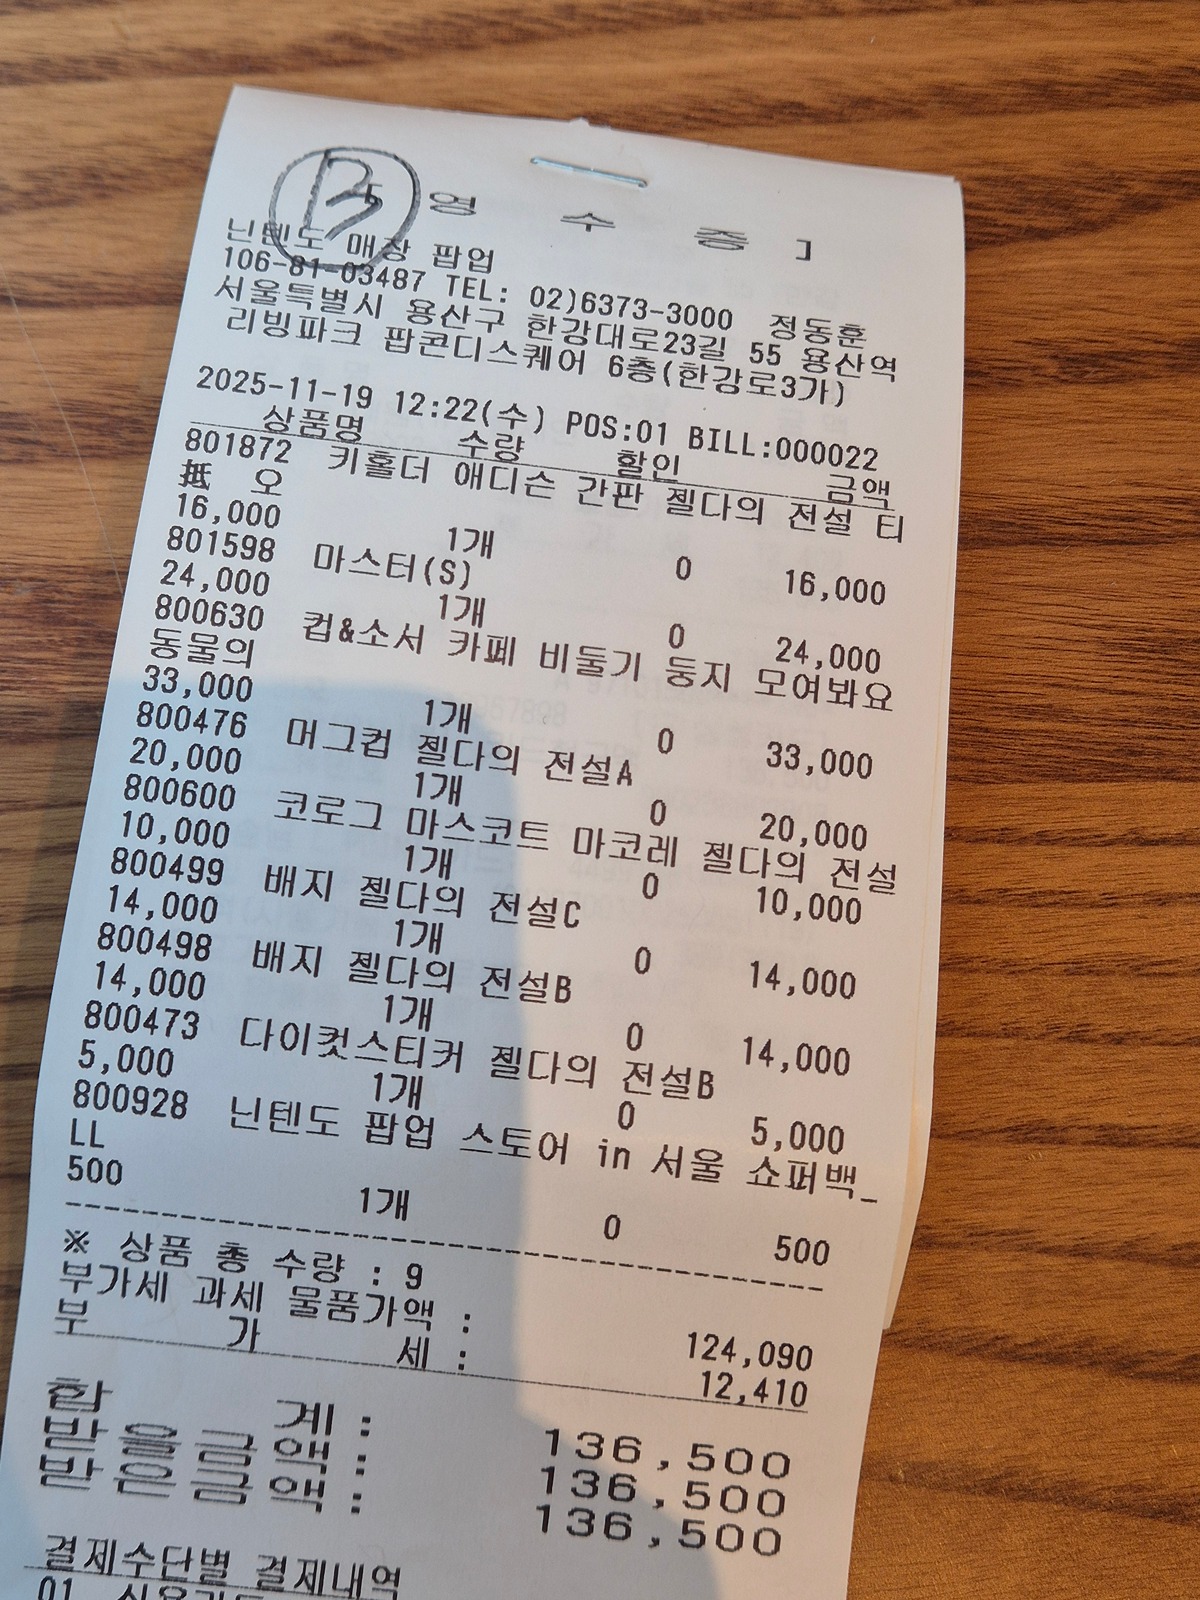 B 영 수 증 ]
닌텐도 매장 팝업
106-81-03487 TEL: 02)6373-3000 정동훈
서울특별시 용산구 한강대로23길 55 용산역
리빙파크 팝콘디스퀘어 6층(한강로3가)
2025-11-19 12:22(수) POS:01 BILL:000022
상품명 수량 할인 금액
801872 키홀더 애디슨 간판 젤다의 전설 티
抵 오
16,000 1개 0 16,000
801598 마스터(S)
24,000 1개 0 24,000
800630 컵&소서 카페 비둘기 둥지 모여봐요
동물의
33,000 1개 0 33,000
800476 머그컵 젤다의 전설A
20,000 1개 0 20,000
800600 코로그 마스코트 마코레 젤다의 전설
10,000 1개 0 10,000
800499 배지 젤다의 전설C
14,000 1개 0 14,000
800498 배지 젤다의 전설B
14,000 1개 0 14,000
800473 다이컷스티커 젤다의 전설B
5,000 1개 0 5,000
800928 닌텐도 팝업 스토어 in 서울 쇼퍼백_
LL
500 1개 0 500
※ 상품 총 수량 : 9
부가세 과세 물품가액 : 124,090
부 가 세 : 12,410
합 계 : 136,500
받을금액 : 136,500
받은금액 : 136,500
결제수단별 결제내역
01